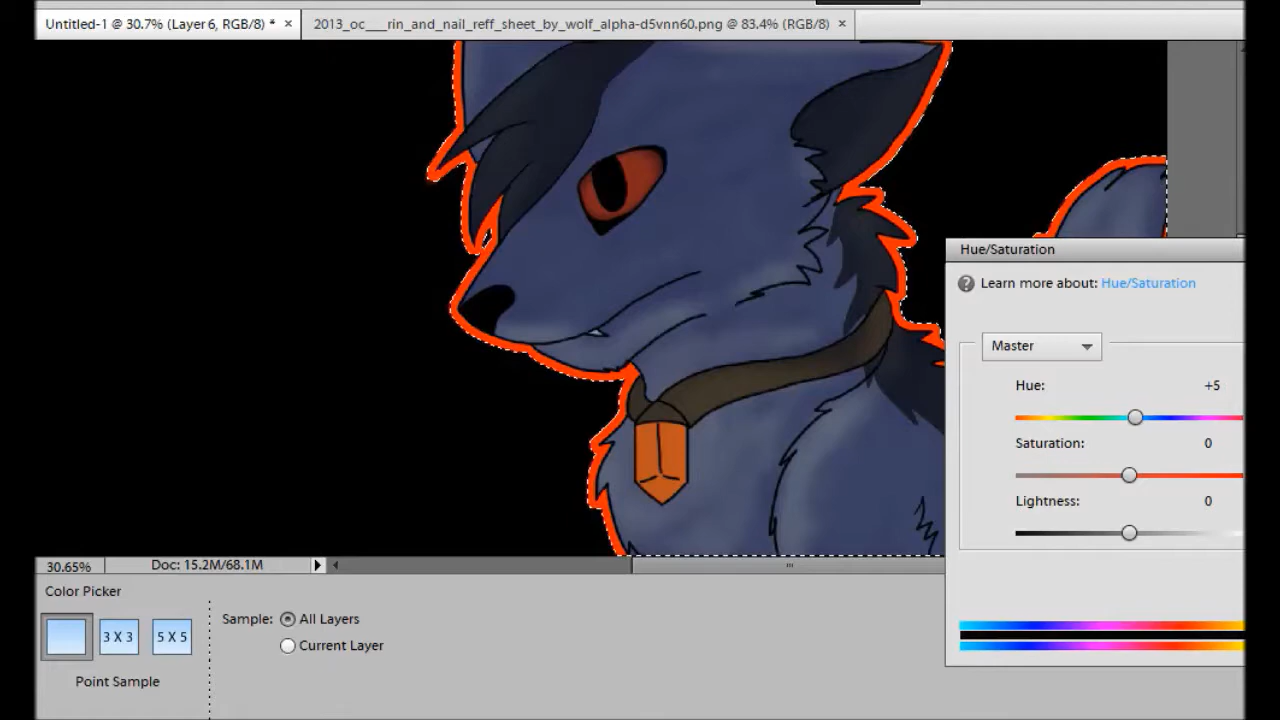 Untitled-1 @ 30.7% (Layer 6, RGB/8) * × 2013_oc___rin_and_nail_reff_sheet_by_wolf_alpha-d5vnn60.png @ 83.4% (RGB/8) ×
Hue/Saturation
? Learn more about: Hue/Saturation
Master
Hue: +5
Saturation: 0
Lightness: 0
30.65% Doc: 15.2M/68.1M
Color Picker
Sample: All Layers
3 X 3 5 X 5
Current Layer
Point Sample